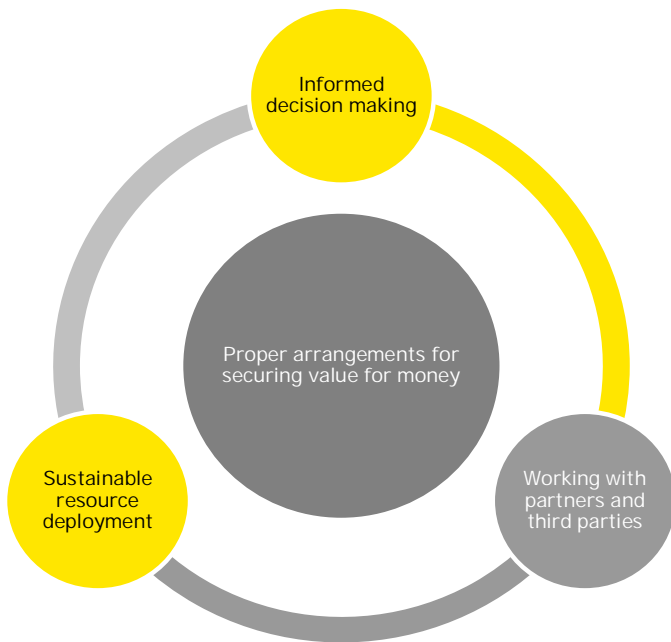 Informed
decision making
Proper arrangements for
securing value for money
Sustainable
resource
deployment
Working with
partners and
third parties